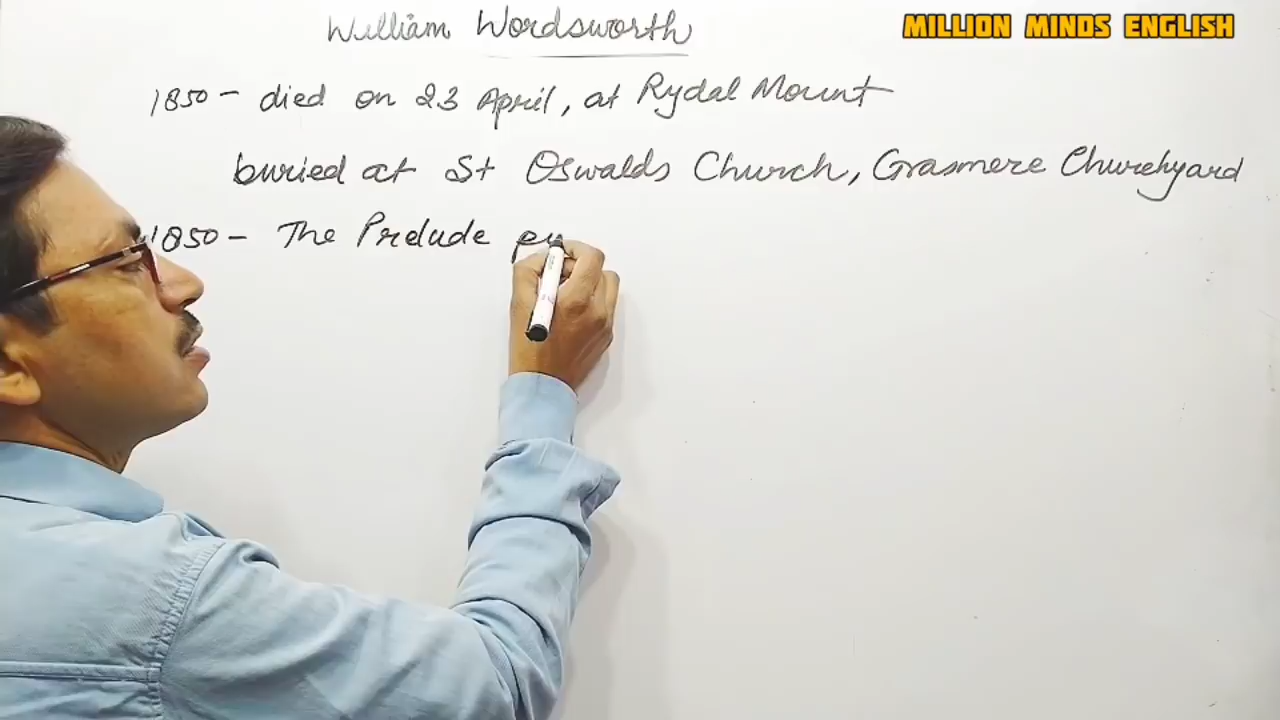 William Wordsworth
MILLION MINDS ENGLISH
1850 - died on 23 April, at Rydal Mount
buried at St Oswalds Church, Grasmere Churchyard
1850 - The Prelude pu